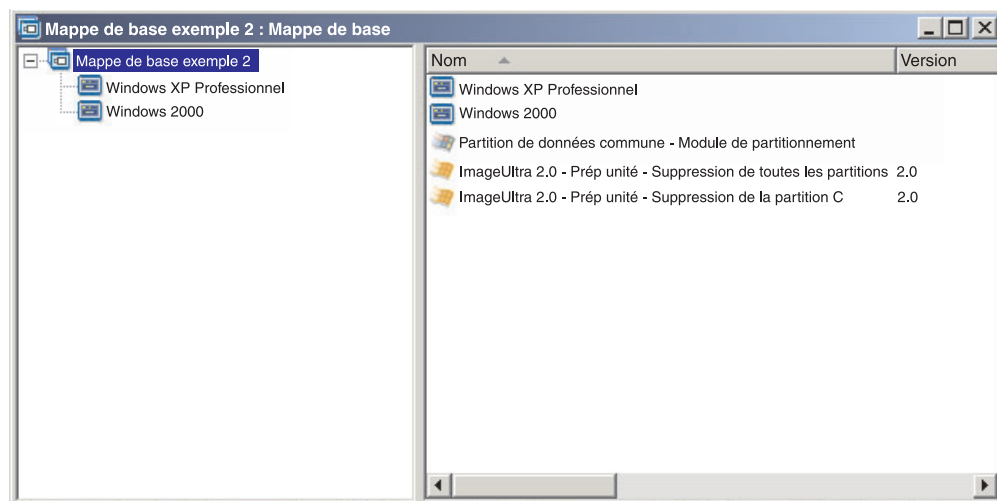 Mappe de base exemple 2 : Mappe de base
Mappe de base exemple 2
Windows XP Professionnel
Windows 2000
Nom Version
Windows XP Professionnel
Windows 2000
Partition de données commune - Module de partitionnement
ImageUltra 2.0 - Prép unité - Suppression de toutes les partitions 2.0
ImageUltra 2.0 - Prép unité - Suppression de la partition C 2.0